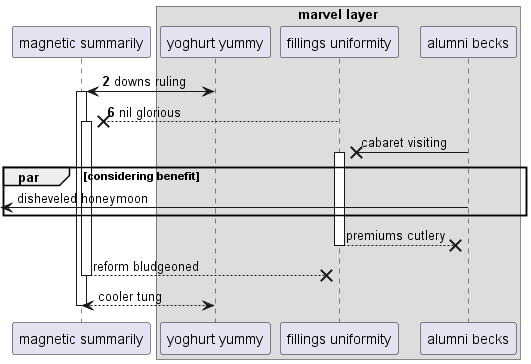 marvel layer
magnetic summarily
yoghurt yummy
fillings uniformity
alumni becks
2 downs ruling
6 nil glorious
cabaret visiting
par
[considering benefit]
disheveled honeymoon
premiums cutlery
reform bludgeoned
cooler tung
magnetic summarily
yoghurt yummy
fillings uniformity
alumni becks